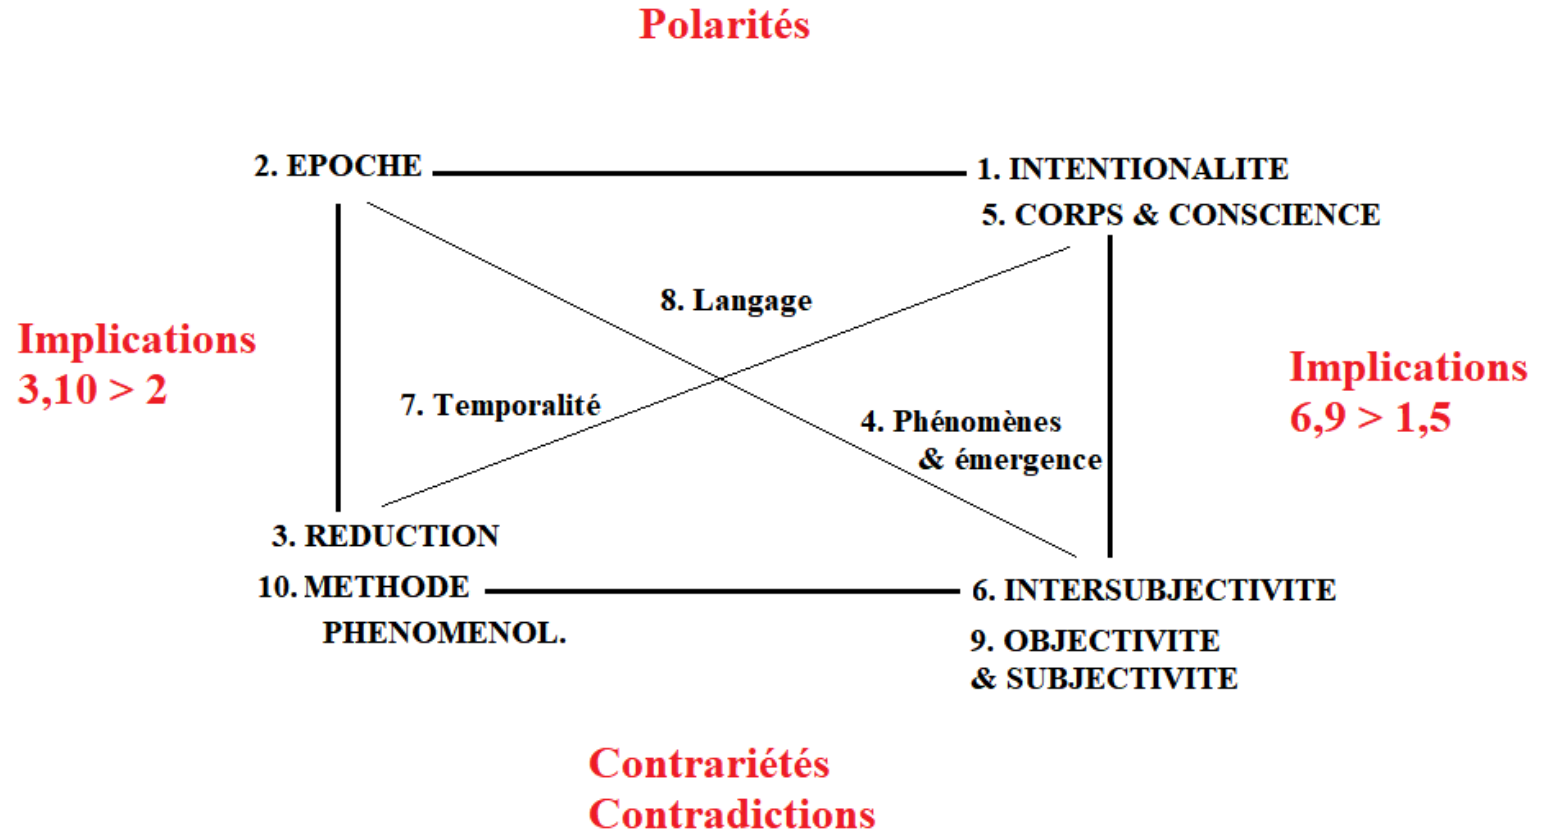 Polarités
2. EPOCHE
1. INTENTIONALITE
5. CORPS & CONSCIENCE
8. Langage
Implications
3,10 > 2
Implications
6,9 > 1,5
7. Temporalité
4. Phénomènes
& émergence
3. REDUCTION
10. METHODE
PHENOMENOL.
6. INTERSUBJECTIVITE
9. OBJECTIVITE
& SUBJECTIVITE
Contrariétés
Contradictions